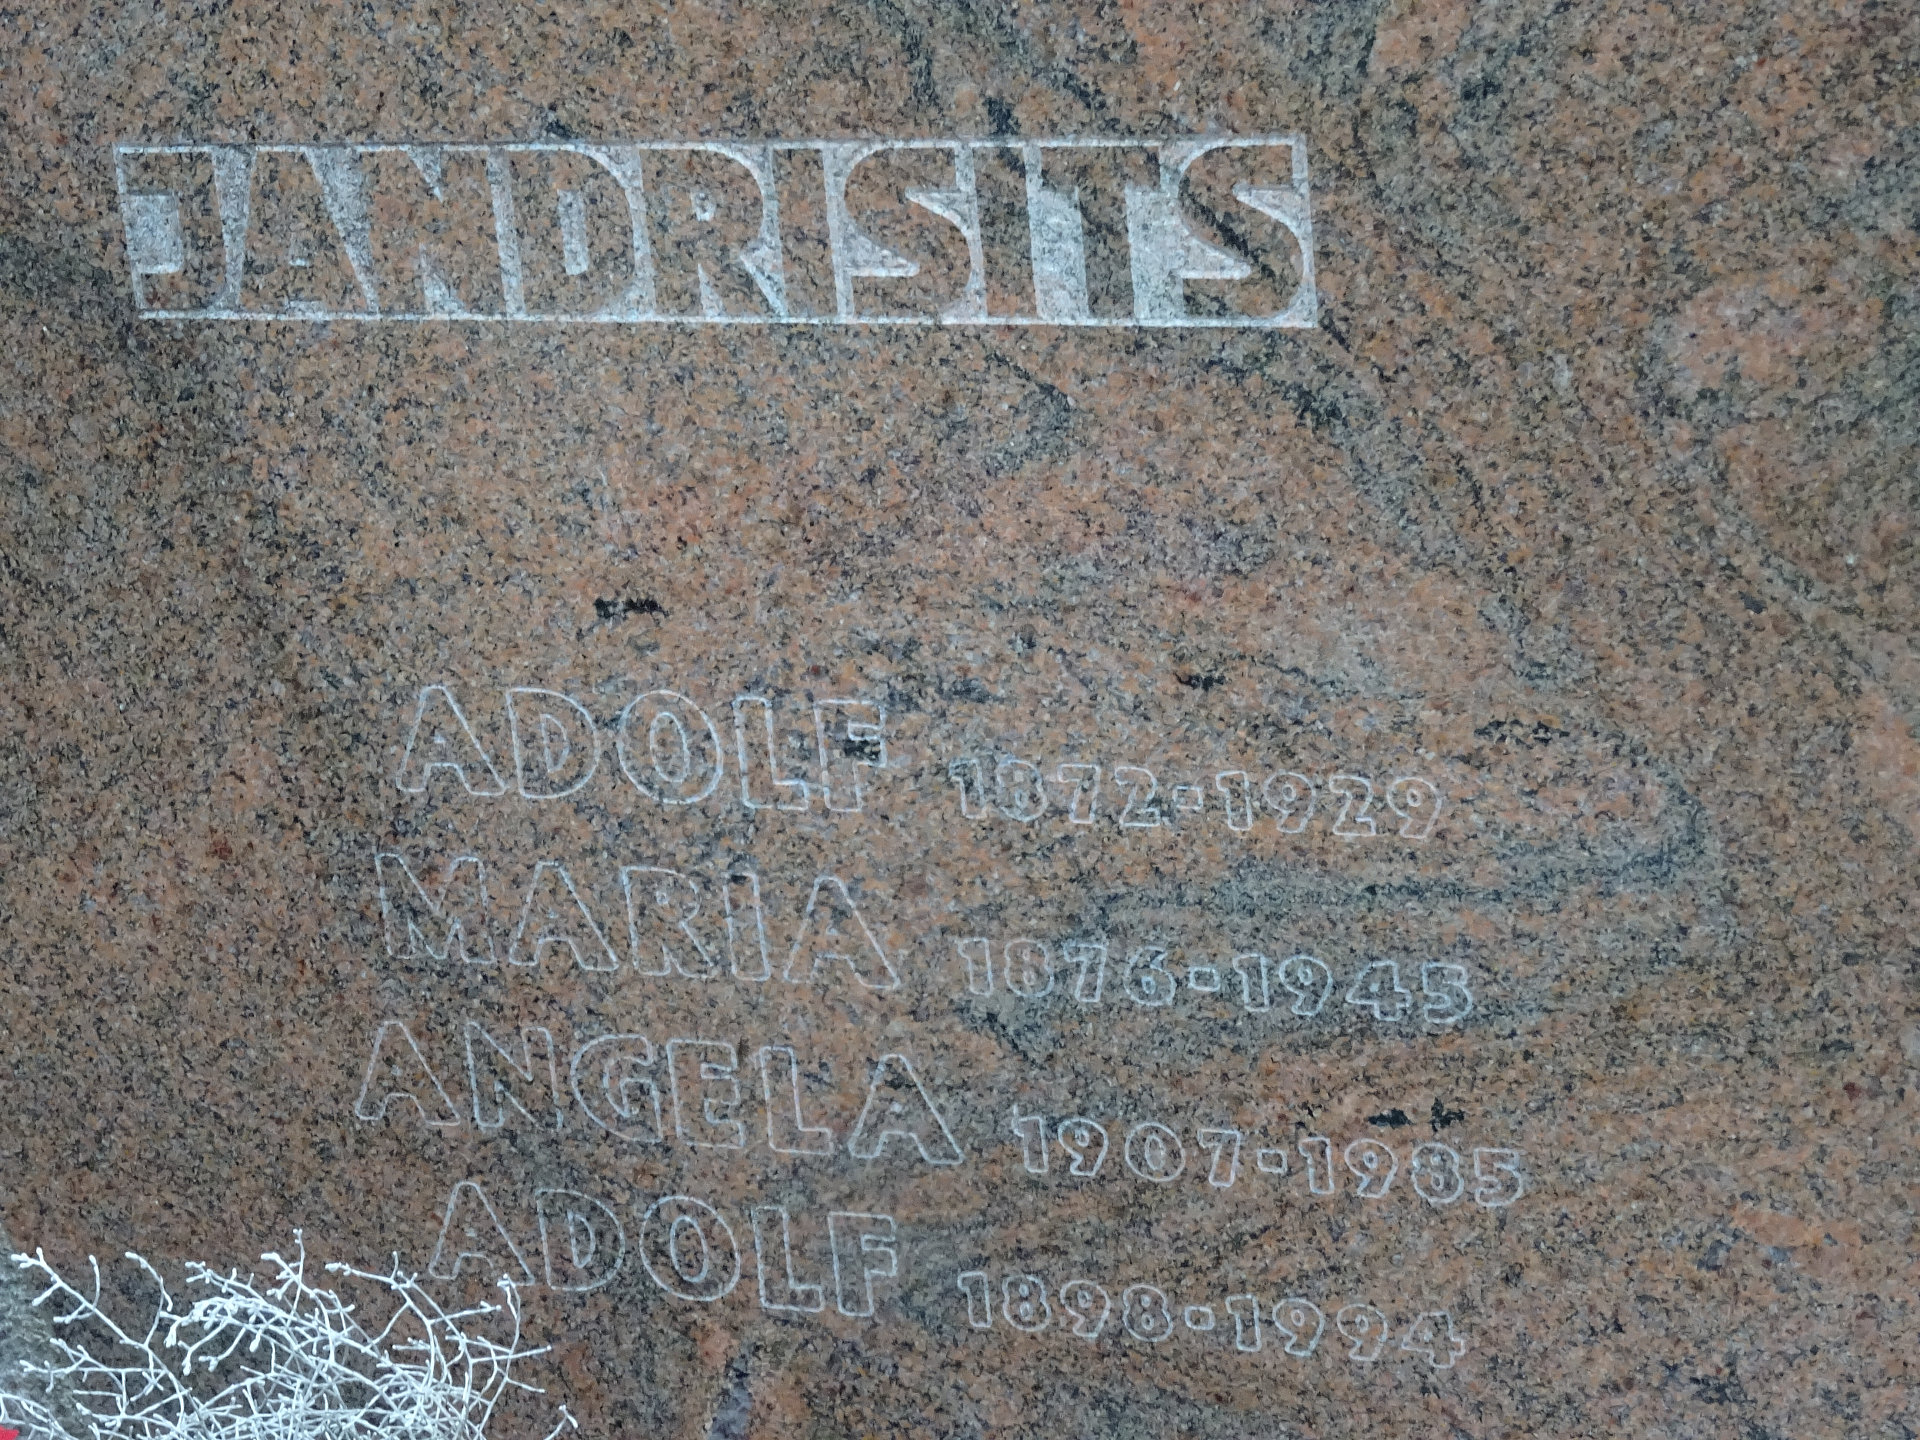 JANDRISITS
ADOLF 1872-1929
MARIA 1876-1945
ANGELA 1907-1985
ADOLF 1898-1994